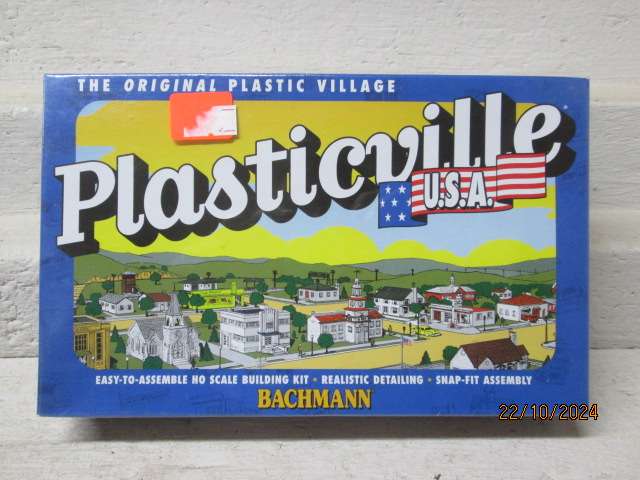 THE ORIGINAL PLASTIC VILLAGE
Plasticville
U.S.A.
EASY-TO-ASSEMBLE HO SCALE BUILDING KIT • REALISTIC DETAILING • SNAP-FIT ASSEMBLY
BACHMANN
22/10/2024